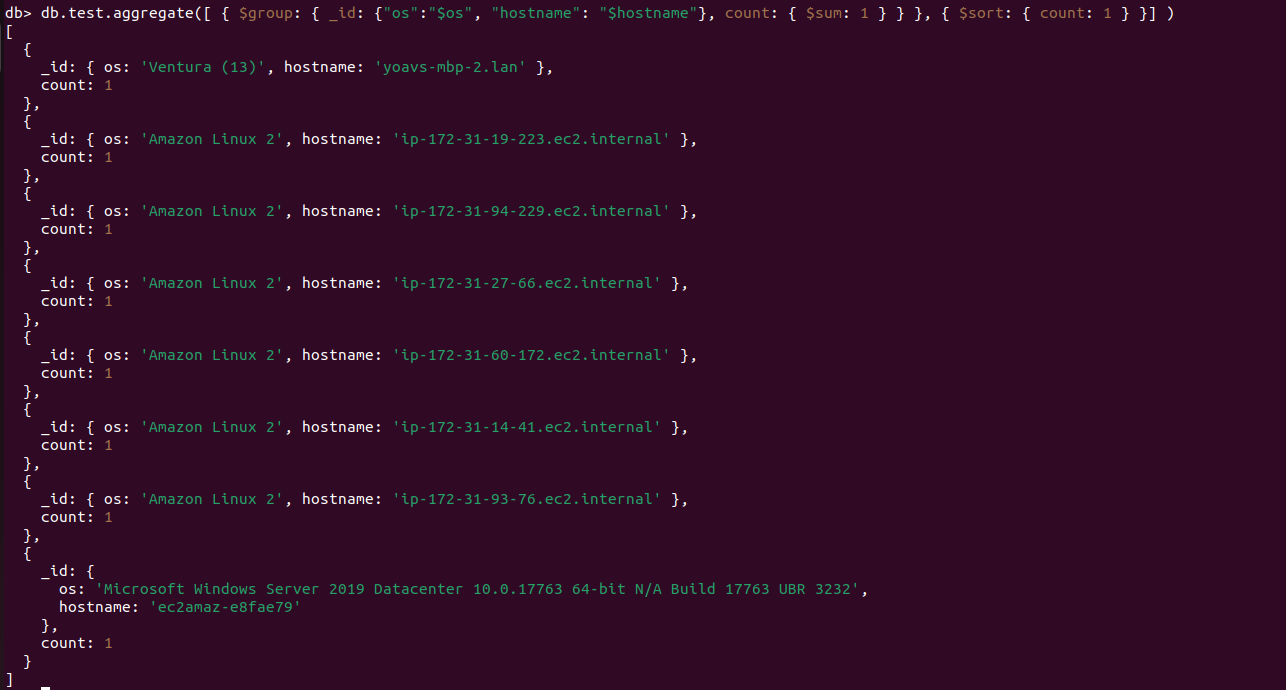 db> db.test.aggregate([ { $group: { _id: {"os":"$os", "hostname": "$hostname"}, count: { $sum: 1 } } }, { $sort: { count: 1 } }] )
[
  {
    _id: { os: 'Ventura (13)', hostname: 'yoavs-mbp-2.lan' },
    count: 1
  },
  {
    _id: { os: 'Amazon Linux 2', hostname: 'ip-172-31-19-223.ec2.internal' },
    count: 1
  },
  {
    _id: { os: 'Amazon Linux 2', hostname: 'ip-172-31-94-229.ec2.internal' },
    count: 1
  },
  {
    _id: { os: 'Amazon Linux 2', hostname: 'ip-172-31-27-66.ec2.internal' },
    count: 1
  },
  {
    _id: { os: 'Amazon Linux 2', hostname: 'ip-172-31-60-172.ec2.internal' },
    count: 1
  },
  {
    _id: { os: 'Amazon Linux 2', hostname: 'ip-172-31-14-41.ec2.internal' },
    count: 1
  },
  {
    _id: { os: 'Amazon Linux 2', hostname: 'ip-172-31-93-76.ec2.internal' },
    count: 1
  },
  {
    _id: {
      os: 'Microsoft Windows Server 2019 Datacenter 10.0.17763 64-bit N/A Build 17763 UBR 3232',
      hostname: 'ec2amaz-e8fae79'
    },
    count: 1
  }
]